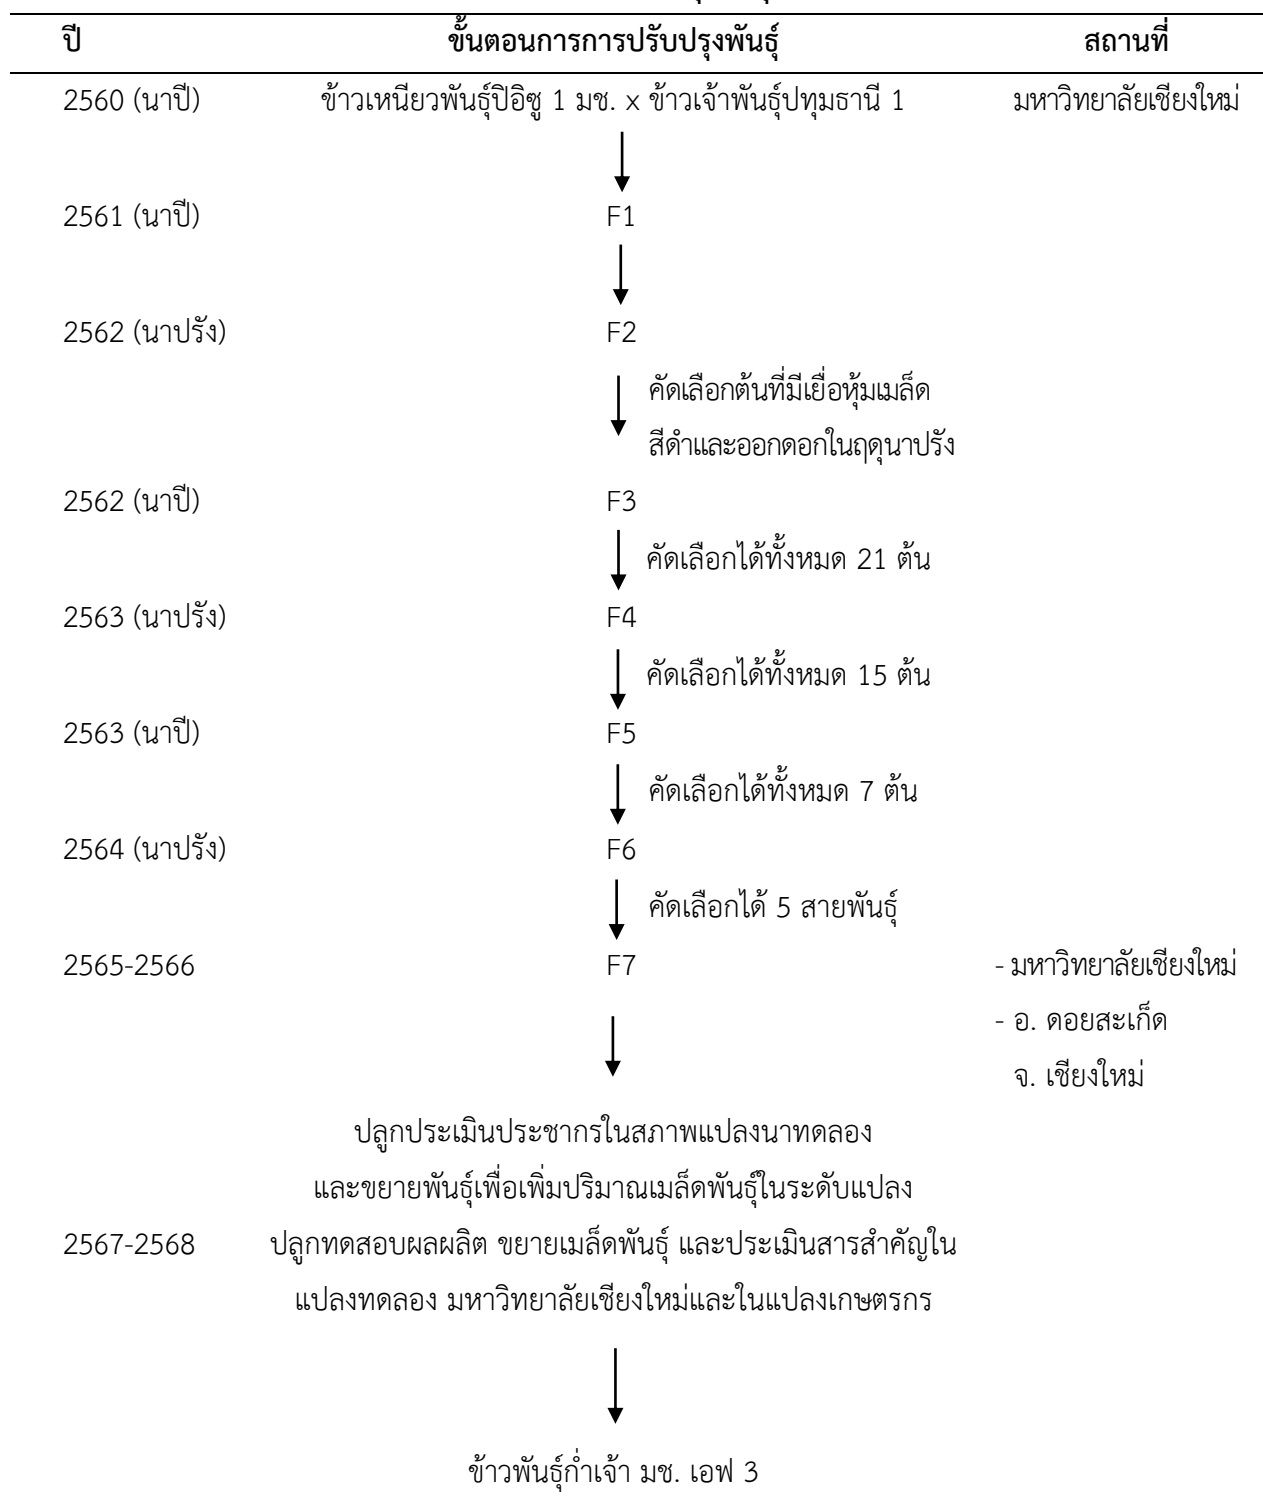 ปี ขั้นตอนการการปรับปรุงพันธุ์ สถานที่
2560 (นาปี) ข้าวเหนียวพันธุ์ปิอิซู 1 มช. x ข้าวเจ้าพันธุ์ปทุมธานี 1 มหาวิทยาลัยเชียงใหม่
2561 (นาปี) F1
2562 (นาปรัง) F2
คัดเลือกต้นที่มีเยื่อหุ้มเมล็ด
สีดำและออกดอกในฤดูนาปรัง
2562 (นาปี) F3
คัดเลือกได้ทั้งหมด 21 ต้น
2563 (นาปรัง) F4
คัดเลือกได้ทั้งหมด 15 ต้น
2563 (นาปี) F5
คัดเลือกได้ทั้งหมด 7 ต้น
2564 (นาปรัง) F6
คัดเลือกได้ 5 สายพันธุ์
2565-2566 F7 - มหาวิทยาลัยเชียงใหม่
- อ. ดอยสะเก็ด
จ. เชียงใหม่
ปลูกประเมินประชากรในสภาพแปลงนาทดลอง
และขยายพันธุ์เพื่อเพิ่มปริมาณเมล็ดพันธุ์ในระดับแปลง
2567-2568 ปลูกทดสอบผลผลิต ขยายเมล็ดพันธุ์ และประเมินสารสำคัญใน
แปลงทดลอง มหาวิทยาลัยเชียงใหม่และในแปลงเกษตรกร
ข้าวพันธุ์ก่ำเจ้า มช. เอฟ 3